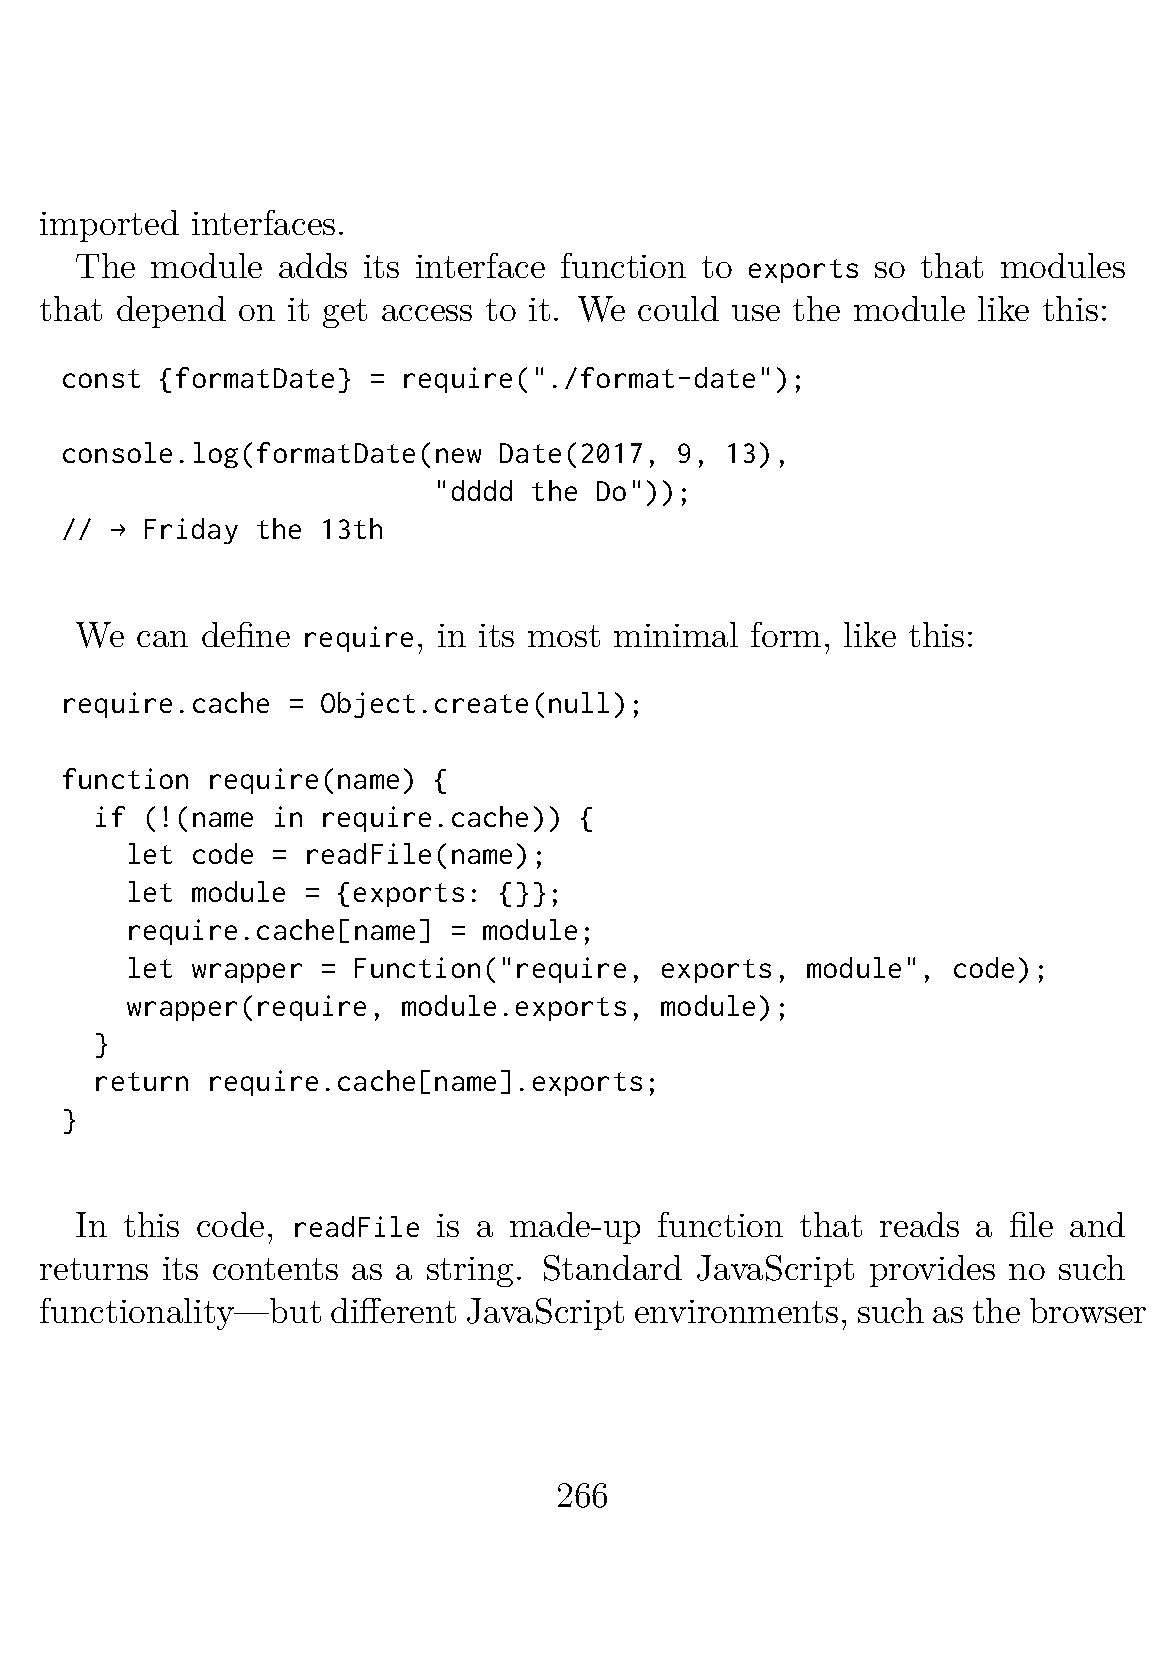 imported interfaces.
The module adds its interface function to exports so that modules
that depend on it get access to it. We could use the module like this:
const {formatDate} = require("./format-date");
console.log(formatDate(new Date(2017, 9, 13),
                       "dddd the Do"));
// → Friday the 13th
We can define require, in its most minimal form, like this:
require.cache = Object.create(null);
function require(name) {
  if (!(name in require.cache)) {
    let code = readFile(name);
    let module = {exports: {}};
    require.cache[name] = module;
    let wrapper = Function("require, exports, module", code);
    wrapper(require, module.exports, module);
  }
  return require.cache[name].exports;
}
In this code, readFile is a made-up function that reads a file and
returns its contents as a string. Standard JavaScript provides no such
functionality—but different JavaScript environments, such as the browser
266